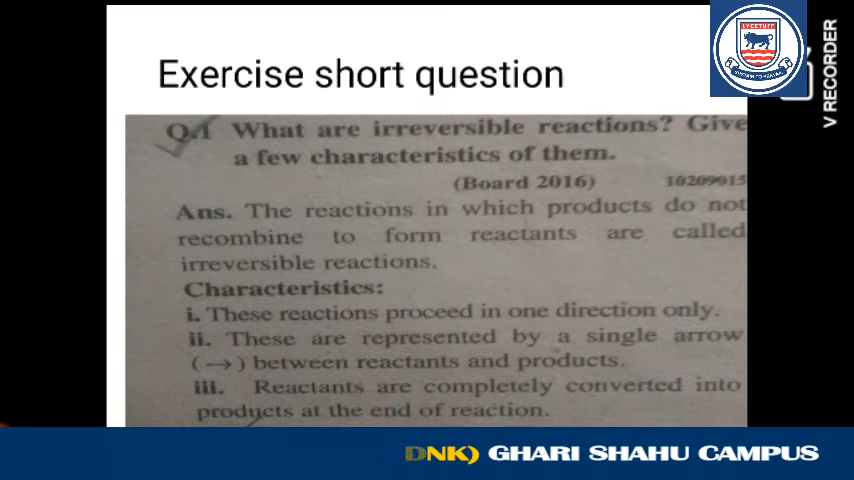 LYCETUFF
V RECORDER
Exercise short question
Q.1 What are irreversible reactions? Give
a few characteristics of them.
(Board 2016) 10209015
Ans. The reactions in which products do not
recombine to form reactants are called
irreversible reactions.
Characteristics:
i. These reactions proceed in one direction only.
ii. These are represented by a single arrow
(→) between reactants and products.
iii. Reactants are completely converted into
products at the end of reaction.
DNK) GHARI SHAHU CAMPUS